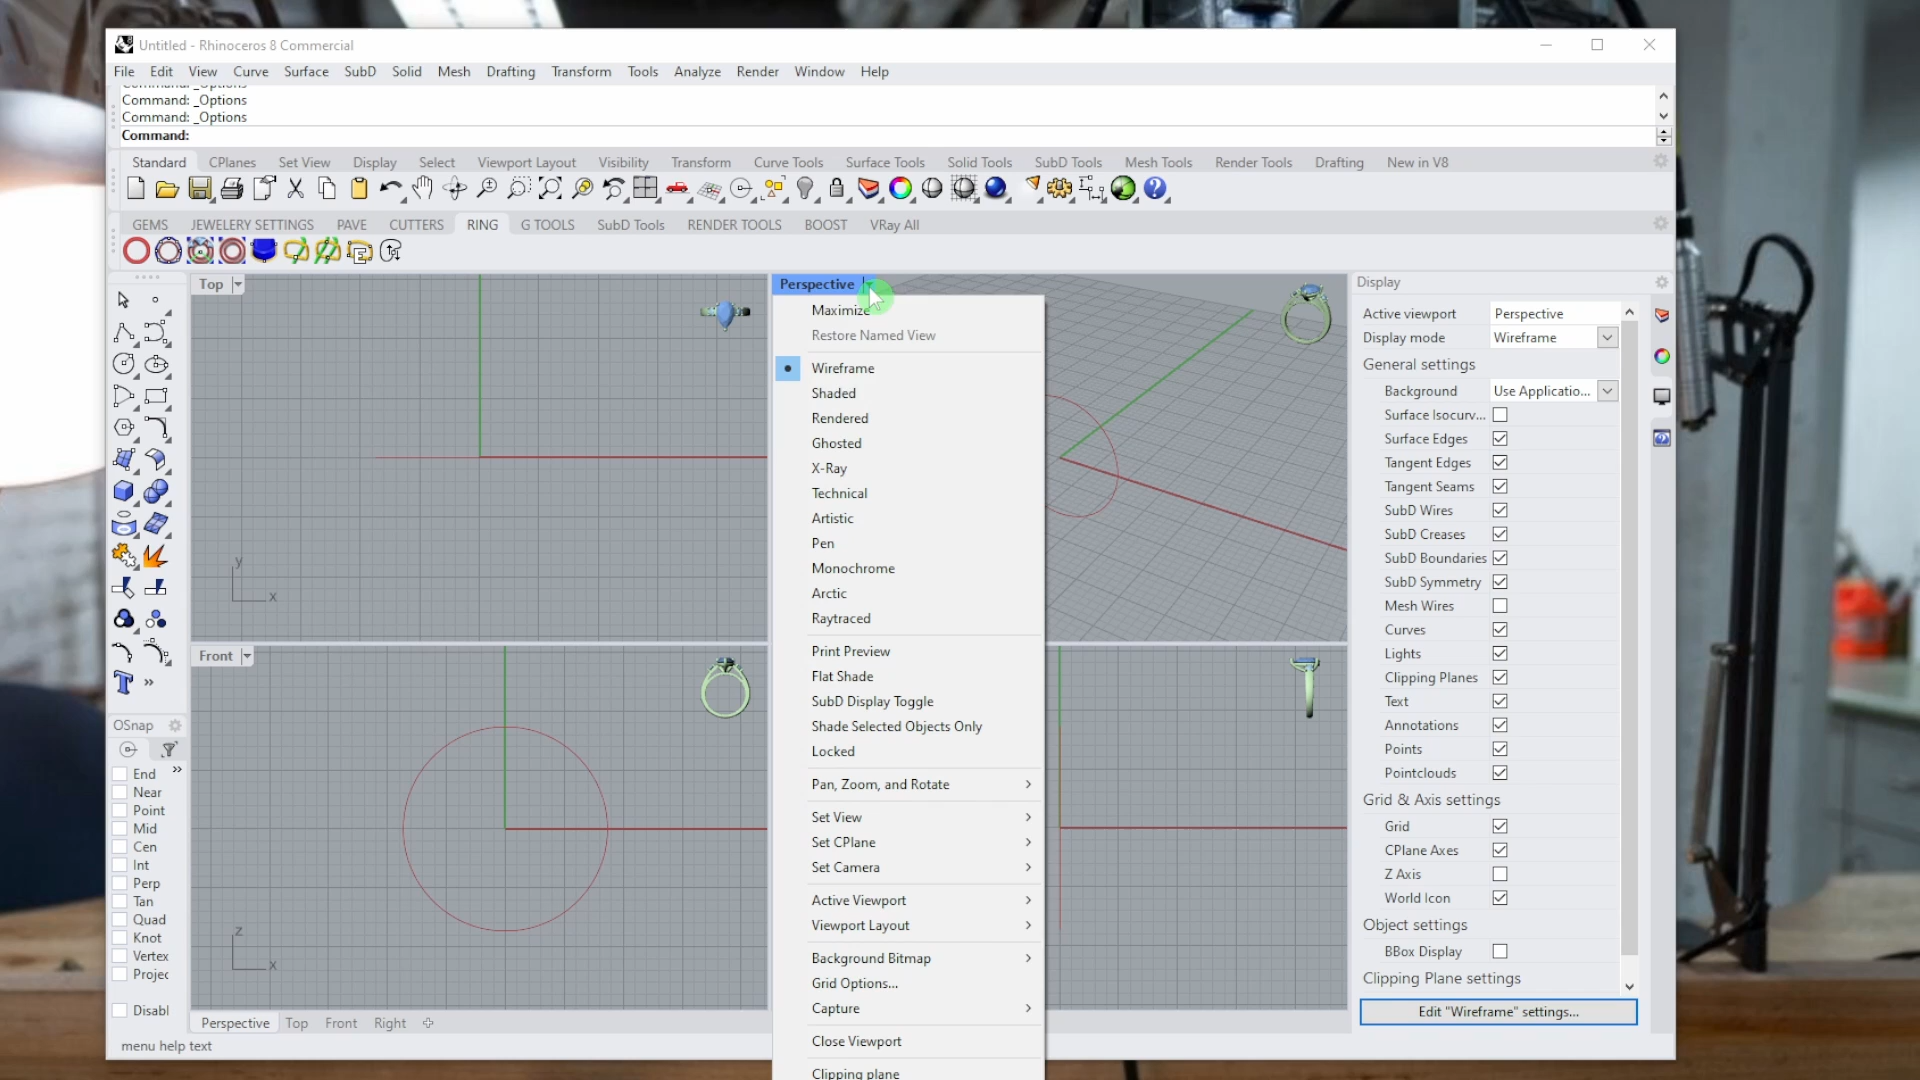 Untitled - Rhinoceros 8 Commercial
File Edit View Curve Surface SubD Solid Mesh Drafting Transform Tools Analyze Render Window Help
Command: _Options
Command: _Options
Command: _Options
Command:
Standard CPlanes Set View Display Select Viewport Layout Visibility Transform Curve Tools Surface Tools Solid Tools SubD Tools Mesh Tools Render Tools Drafting New in V8
GEMS JEWELERY SETTINGS PAVE CUTTERS RING G TOOLS SubD Tools RENDER TOOLS BOOST VRay All
Top
y
x
Front
z
x
Perspective
Maximize
Restore Named View
Wireframe
Shaded
Rendered
Ghosted
X-Ray
Technical
Artistic
Pen
Monochrome
Arctic
Raytraced
Print Preview
Flat Shade
SubD Display Toggle
Shade Selected Objects Only
Locked
Pan, Zoom, and Rotate
Set View
Set CPlane
Set Camera
Active Viewport
Viewport Layout
Background Bitmap
Grid Options...
Capture
Close Viewport
Clipping plane
Display
Active viewport Perspective
Display mode Wireframe
General settings
Background Use Applicatio...
Surface Isocurv...
Surface Edges
Tangent Edges
Tangent Seams
SubD Wires
SubD Creases
SubD Boundaries
SubD Symmetry
Mesh Wires
Curves
Lights
Clipping Planes
Text
Annotations
Points
Pointclouds
Grid & Axis settings
Grid
CPlane Axes
Z Axis
World Icon
Object settings
BBox Display
Clipping Plane settings
Edit "Wireframe" settings...
OSnap
End
Near
Point
Mid
Cen
Int
Perp
Tan
Quad
Knot
Vertex
Projec
Disabl
Perspective Top Front Right
menu help text